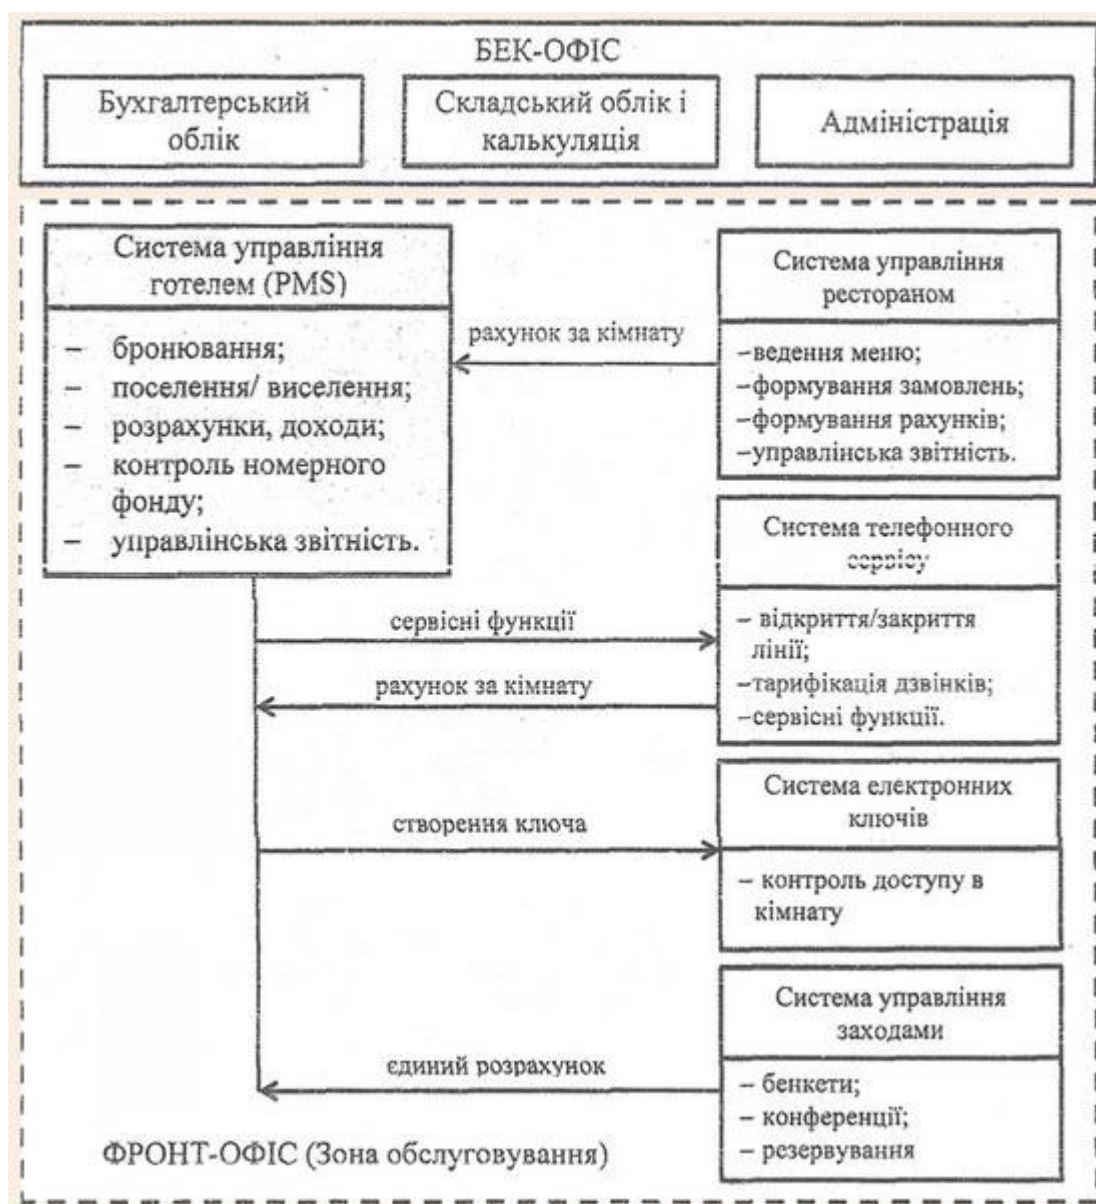 БЕК-ОФІС
Бухгалтерський
облік
Складський облік і
калькуляція
Адміністрація
Система управління
готелем (PMS)
– бронювання;
– поселення/ виселення;
– розрахунки, доходи;
– контроль номерного
фонду;
– управлінська звітність.
рахунок за кімнату
Система управління
рестораном
–ведення меню;
–формування замовлень;
–формування рахунків;
–управлінська звітність.
Система телефонного
сервісу
– відкриття/закриття
лінії;
–тарифікація дзвінків;
–сервісні функції.
сервісні функції
рахунок за кімнату
Система електронних
ключів
– контроль доступу в
кімнату
створення ключа
Система управління
заходами
– бенкети;
– конференції;
– резервування
єдиний розрахунок
ФРОНТ-ОФІС (Зона обслуговування)